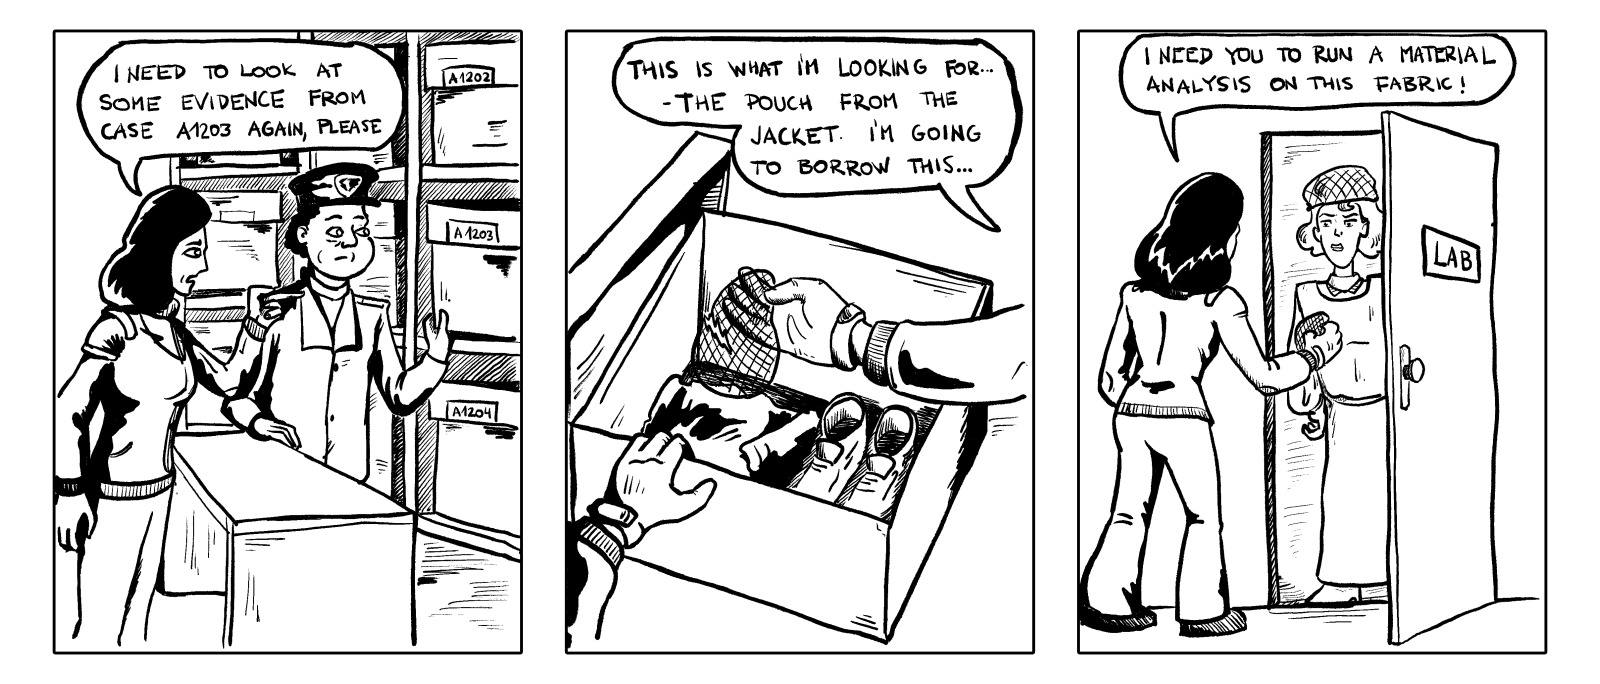 I NEED TO LOOK AT
SOME EVIDENCE FROM
CASE A1203 AGAIN, PLEASE
A1202
A1203
A1204
THIS IS WHAT I'M LOOKING FOR...
-THE POUCH FROM THE
JACKET. I'M GOING
TO BORROW THIS...
I NEED YOU TO RUN A MATERIAL
ANALYSIS ON THIS FABRIC!
LAB